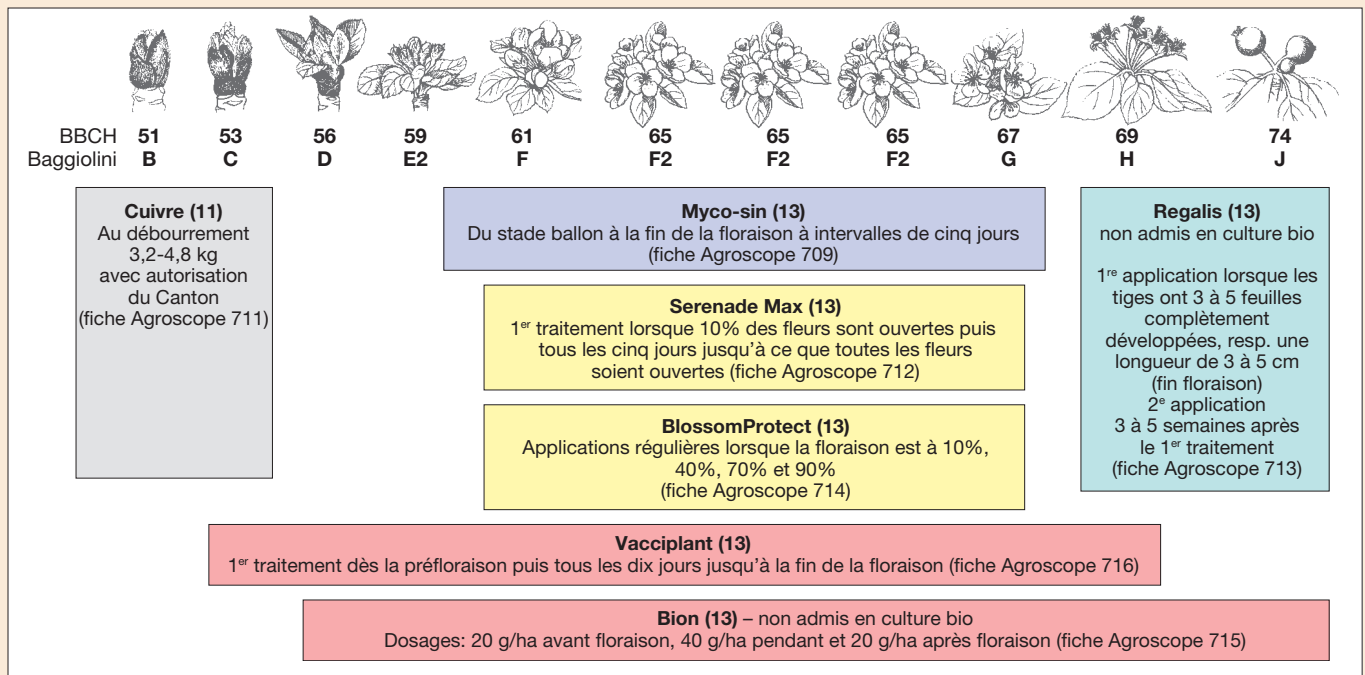 BBCH 51 53 56 59 61 65 65 65 67 69 74
Baggiolini B C D E2 F F2 F2 F2 G H J
Cuivre (11)
Au débourrement
3,2-4,8 kg
avec autorisation
du Canton
(fiche Agroscope 711)
Myco-sin (13)
Du stade ballon à la fin de la floraison à intervalles de cinq jours
(fiche Agroscope 709)
Serenade Max (13)
1er traitement lorsque 10% des fleurs sont ouvertes puis
tous les cinq jours jusqu'à ce que toutes les fleurs
soient ouvertes (fiche Agroscope 712)
BlossomProtect (13)
Applications régulières lorsque la floraison est à 10%,
40%, 70% et 90%
(fiche Agroscope 714)
Regalis (13)
non admis en culture bio
1re application lorsque les
tiges ont 3 à 5 feuilles
complètement
développées, resp. une
longueur de 3 à 5 cm
(fin floraison)
2e application
3 à 5 semaines après
le 1er traitement
(fiche Agroscope 713)
Vacciplant (13)
1er traitement dès la préfloraison puis tous les dix jours jusqu'à la fin de la floraison (fiche Agroscope 716)
Bion (13) – non admis en culture bio
Dosages: 20 g/ha avant floraison, 40 g/ha pendant et 20 g/ha après floraison (fiche Agroscope 715)